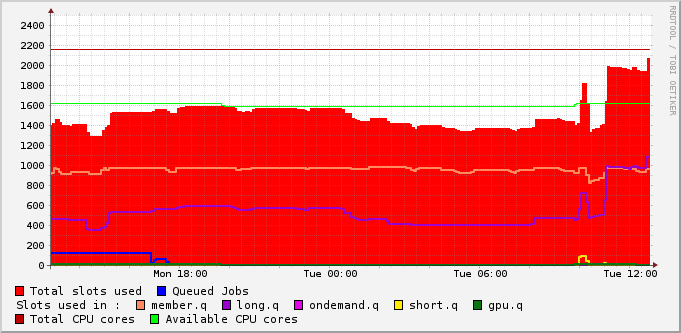 RRDTOOL / TOBI OETIKER
2400
2200
2000
1800
1600
1400
1200
1000
800
600
400
200
0
Mon 18:00 Tue 00:00 Tue 06:00 Tue 12:00
Total slots used Queued Jobs
Slots used in : member.q long.q ondemand.q short.q gpu.q
Total CPU cores Available CPU cores